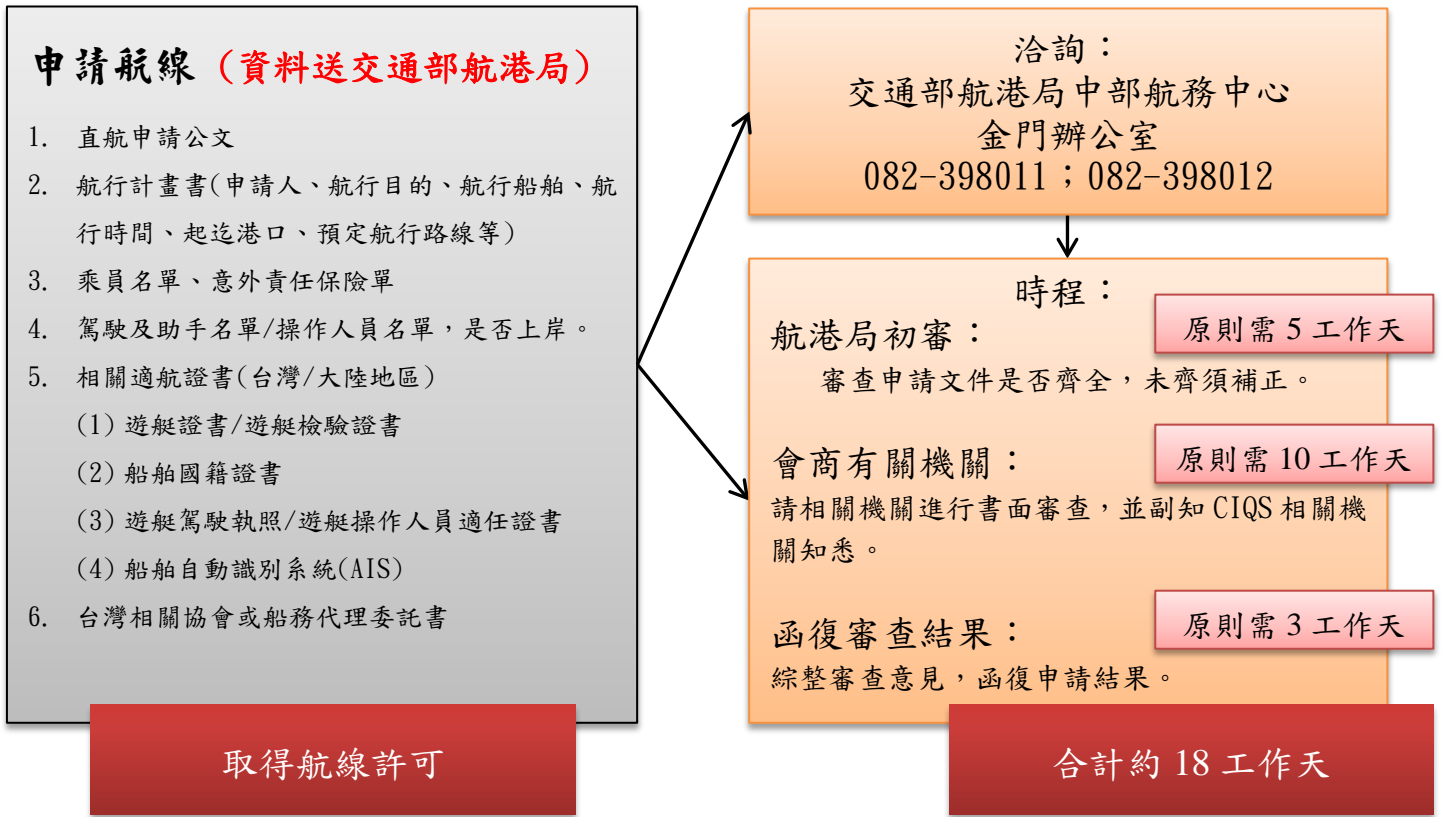 申請航線（資料送交通部航港局）
1. 直航申請公文
2. 航行計畫書(申請人、航行目的、航行船舶、航
行時間、起迄港口、預定航行路線等)
3. 乘員名單、意外責任保險單
4. 駕駛及助手名單/操作人員名單，是否上岸。
5. 相關適航證書(台灣/大陸地區)
(1)遊艇證書/遊艇檢驗證書
(2)船舶國籍證書
(3)遊艇駕駛執照/遊艇操作人員適任證書
(4)船舶自動識別系統(AIS)
6. 台灣相關協會或船務代理委託書
取得航線許可
洽詢：
交通部航港局中部航務中心
金門辦公室
082-398011；082-398012
時程：
航港局初審：
原則需 5 工作天
審查申請文件是否齊全，未齊須補正。
會商有關機關：
原則需 10 工作天
請相關機關進行書面審查，並副知 CIQS 相關機
關知悉。
函復審查結果：
原則需 3 工作天
綜整審查意見，函復申請結果。
合計約 18 工作天